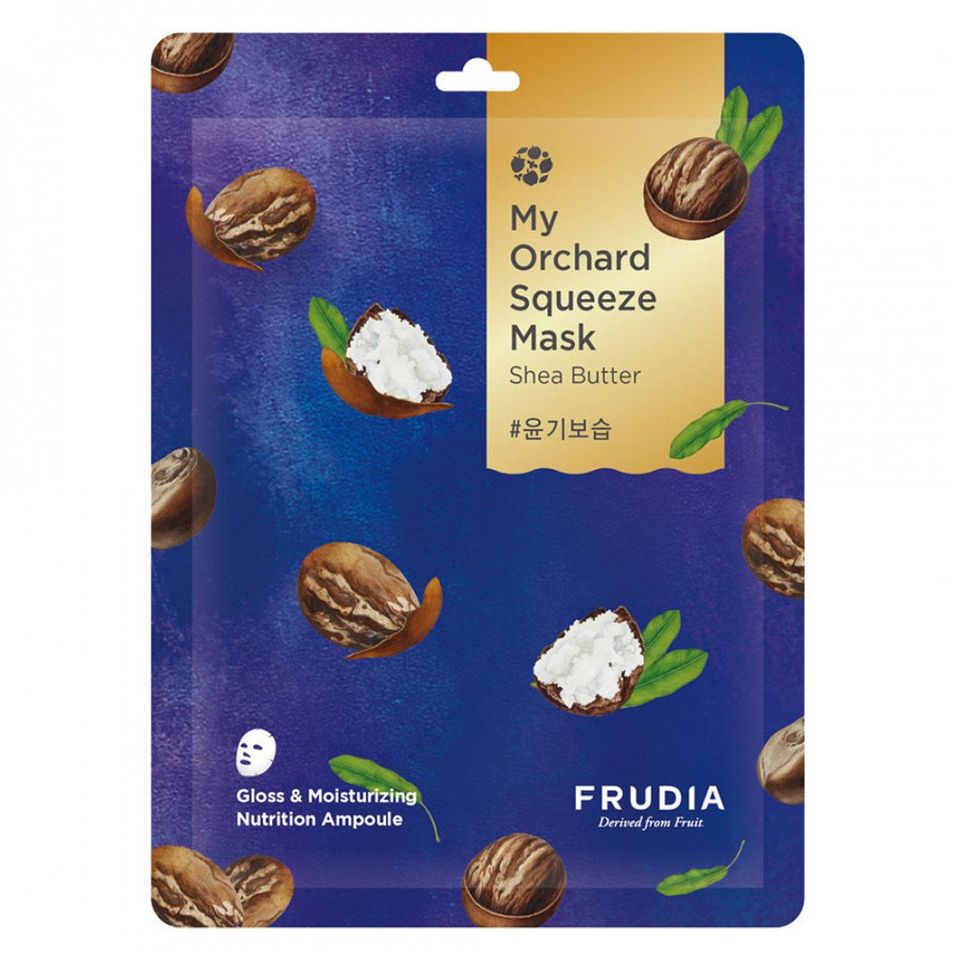 My
Orchard
Squeeze
Mask
Shea Butter
#윤기보습
Gloss & Moisturizing
Nutrition Ampoule
FRUDIA
Derived from Fruit